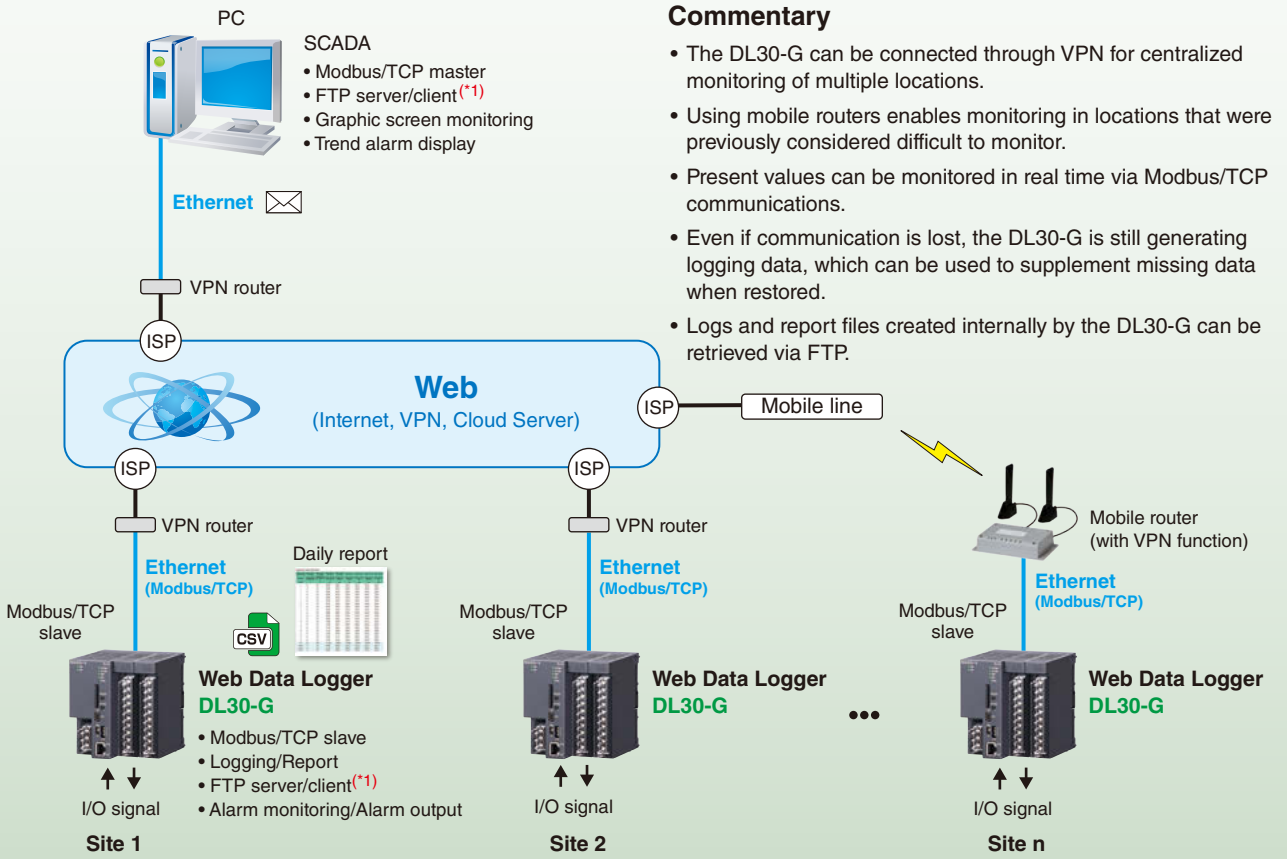 PC
SCADA
• Modbus/TCP master
• FTP server/client(*1)
• Graphic screen monitoring
• Trend alarm display
Ethernet
VPN router
ISP
Commentary
• The DL30-G can be connected through VPN for centralized
monitoring of multiple locations.
• Using mobile routers enables monitoring in locations that were
previously considered difficult to monitor.
• Present values can be monitored in real time via Modbus/TCP
communications.
• Even if communication is lost, the DL30-G is still generating
logging data, which can be used to supplement missing data
when restored.
• Logs and report files created internally by the DL30-G can be
retrieved via FTP.
Web
(Internet, VPN, Cloud Server)
ISP
Mobile line
ISP
VPN router
Ethernet
(Modbus/TCP)
Daily report
CSV
Modbus/TCP
slave
Web Data Logger
DL30-G
• Modbus/TCP slave
• Logging/Report
• FTP server/client(*1)
• Alarm monitoring/Alarm output
I/O signal
Site 1
ISP
VPN router
Ethernet
(Modbus/TCP)
Modbus/TCP
slave
Web Data Logger
DL30-G
I/O signal
Site 2
•••
Mobile router
(with VPN function)
Ethernet
(Modbus/TCP)
Modbus/TCP
slave
Web Data Logger
DL30-G
I/O signal
Site n